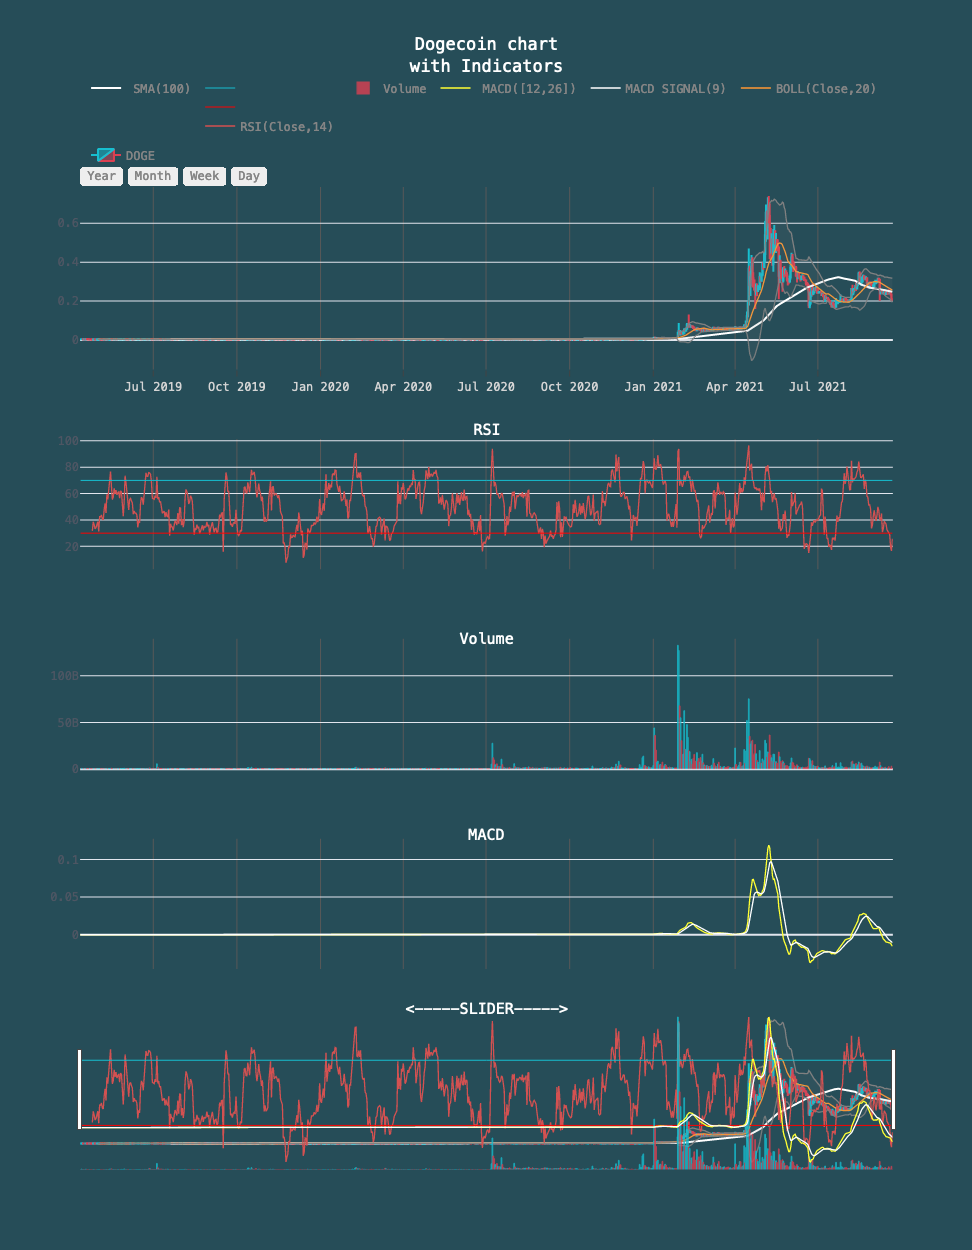 Dogecoin chart
with Indicators
SMA(100) Volume MACD([12,26]) MACD SIGNAL(9) BOLL(Close,20)
RSI(Close,14)
DOGE
Year Month Week Day
0.6
0.4
0.2
0
Jul 2019 Oct 2019 Jan 2020 Apr 2020 Jul 2020 Oct 2020 Jan 2021 Apr 2021 Jul 2021
RSI
100
80
60
40
20
Volume
100B
50B
0
MACD
0.1
0.05
0
<-----SLIDER----->